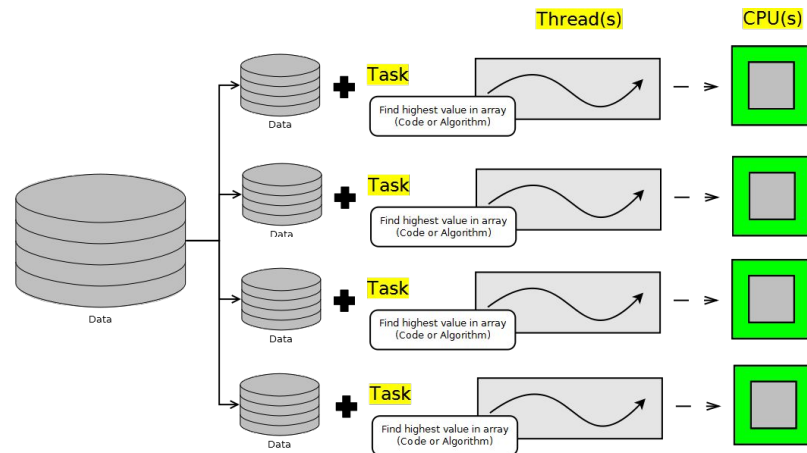 Thread(s)
CPU(s)
Task
Find highest value in array
(Code or Algorithm)
Data
Task
Find highest value in array
(Code or Algorithm)
Data
Data
Task
Find highest value in array
(Code or Algorithm)
Data
Task
Find highest value in array
(Code or Algorithm)
Data